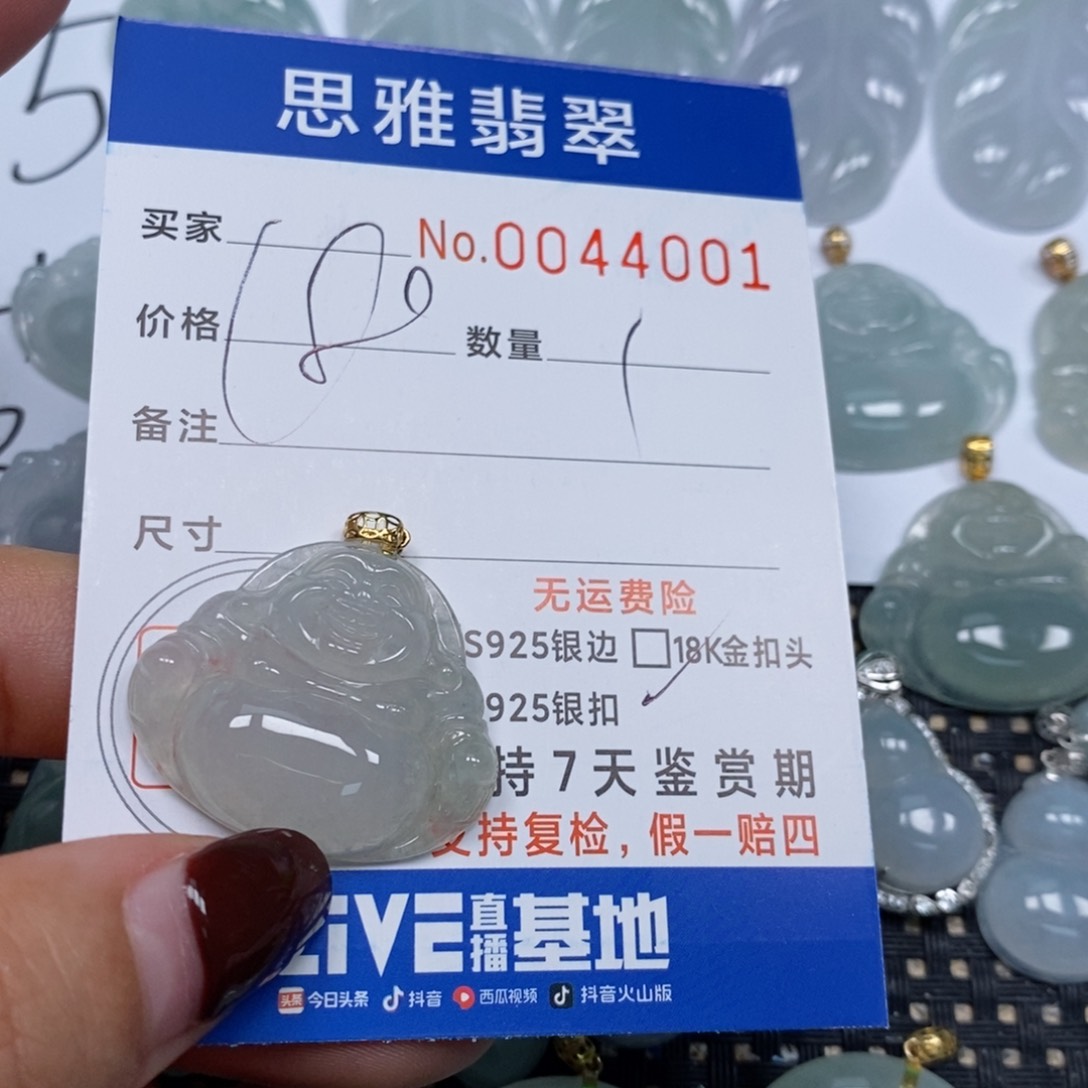 5
思雅翡翠
买家 No.0044001
价格 数量 1
备注
尺寸
无运费险
S925银边 □18K金扣头
925银扣 ✓
持7天鉴赏期
支持复检,假一赔四
LiVE直播基地
今日头条 抖音 西瓜视频 抖音火山版